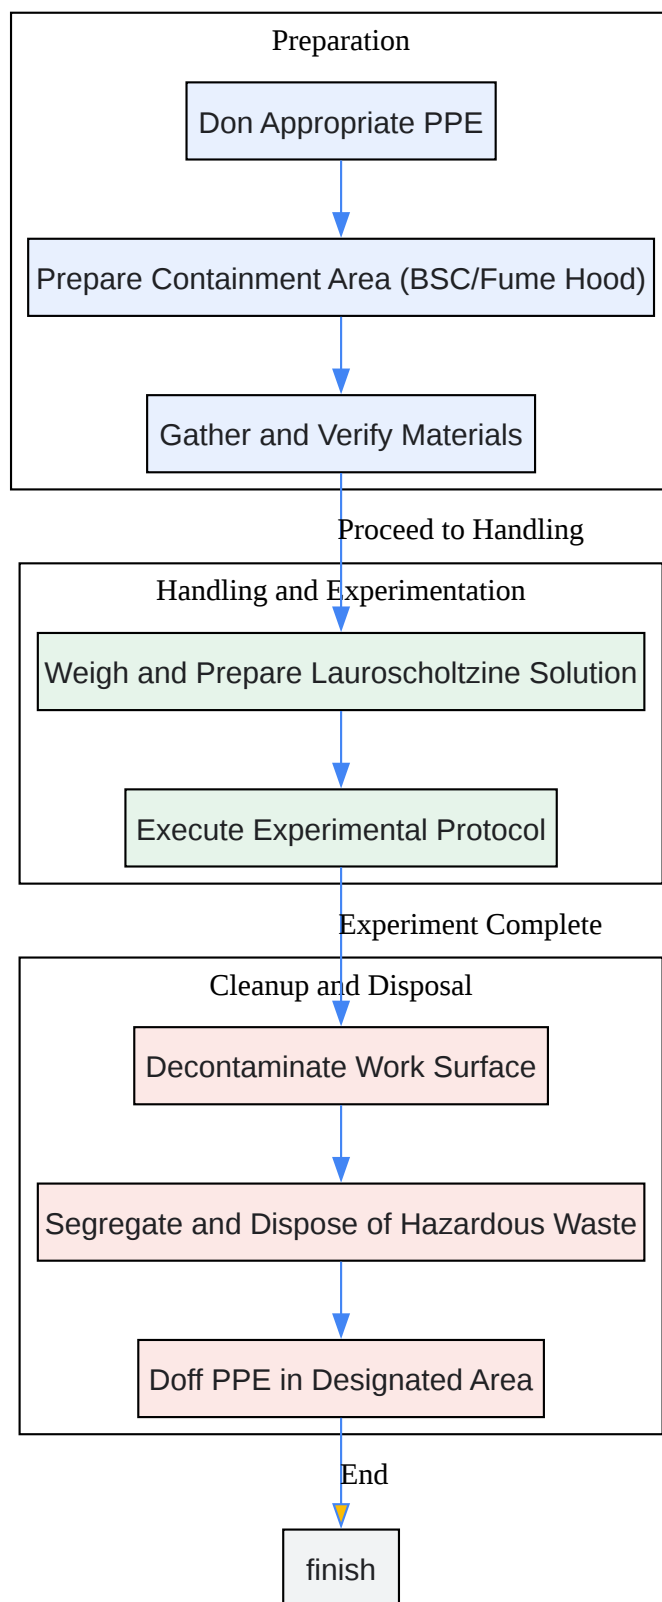 Preparation
Don Appropriate PPE
Prepare Containment Area (BSC/Fume Hood)
Gather and Verify Materials
Proceed to Handling
Handling and Experimentation
Weigh and Prepare Lauroscholtzine Solution
Execute Experimental Protocol
Experiment Complete
Cleanup and Disposal
Decontaminate Work Surface
Segregate and Dispose of Hazardous Waste
Doff PPE in Designated Area
End
finish